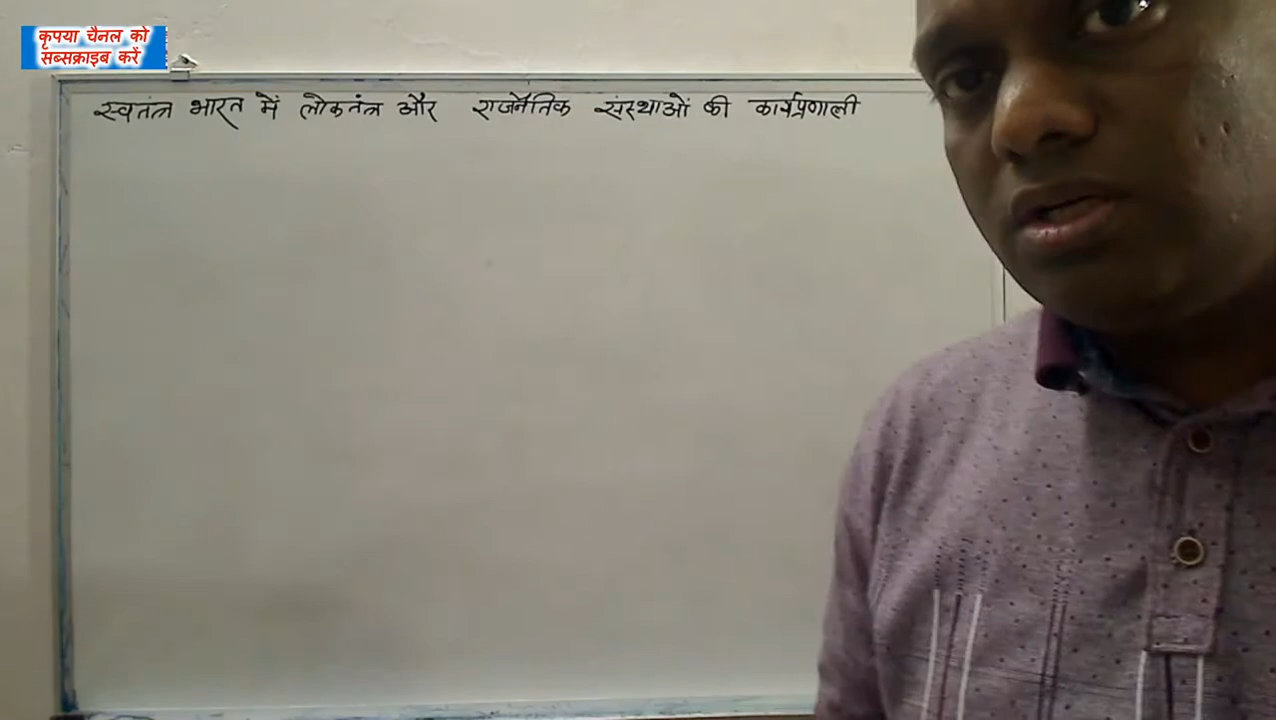 कृपया चैनल को
सब्सक्राइब करें
स्वतंत्र भारत में लोकतंत्र और राजनैतिक संस्थाओं की कार्यप्रणाली